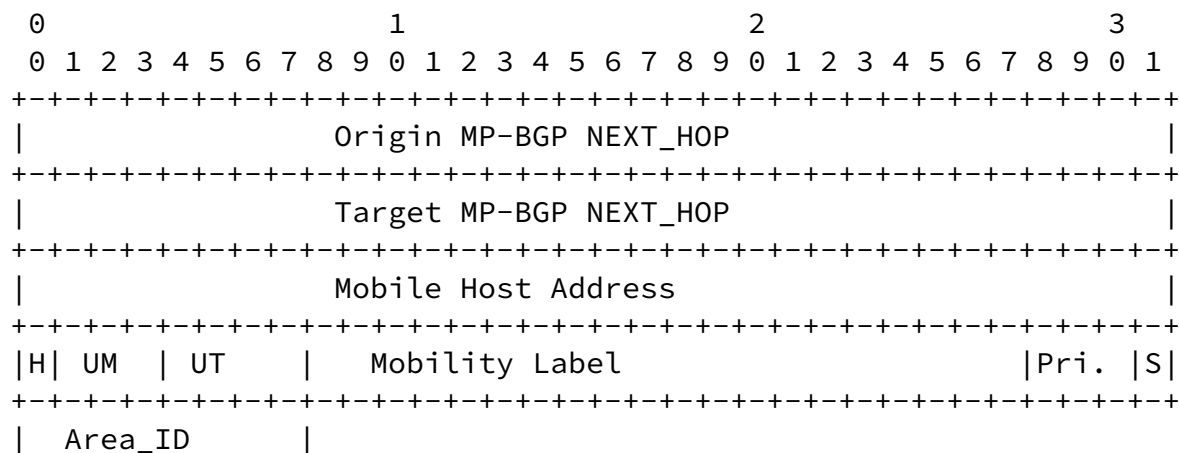 0                   1                   2                   3
 0 1 2 3 4 5 6 7 8 9 0 1 2 3 4 5 6 7 8 9 0 1 2 3 4 5 6 7 8 9 0 1
+-+-+-+-+-+-+-+-+-+-+-+-+-+-+-+-+-+-+-+-+-+-+-+-+-+-+-+-+-+-+-+-+
|                 Origin MP-BGP NEXT_HOP                        |
+-+-+-+-+-+-+-+-+-+-+-+-+-+-+-+-+-+-+-+-+-+-+-+-+-+-+-+-+-+-+-+-+
|                 Target MP-BGP NEXT_HOP                        |
+-+-+-+-+-+-+-+-+-+-+-+-+-+-+-+-+-+-+-+-+-+-+-+-+-+-+-+-+-+-+-+-+
|                 Mobile Host Address                           |
+-+-+-+-+-+-+-+-+-+-+-+-+-+-+-+-+-+-+-+-+-+-+-+-+-+-+-+-+-+-+-+-+
|H| UM  | UT    |   Mobility Label                      |Pri. |S|
+-+-+-+-+-+-+-+-+-+-+-+-+-+-+-+-+-+-+-+-+-+-+-+-+-+-+-+-+-+-+-+-+
|  Area_ID      |